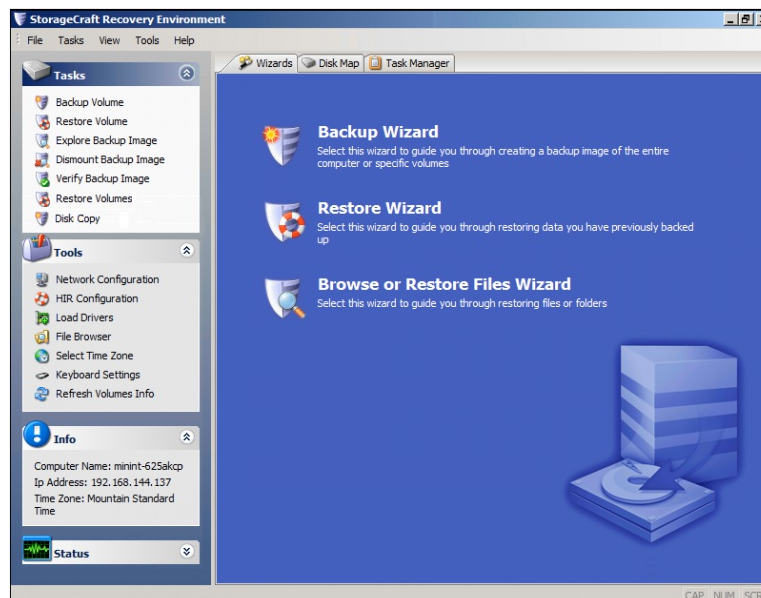 StorageCraft Recovery Environment
File Tasks View Tools Help
Tasks
Backup Volume
Restore Volume
Explore Backup Image
Dismount Backup Image
Verify Backup Image
Restore Volumes
Disk Copy
Tools
Network Configuration
HIR Configuration
Load Drivers
File Browser
Select Time Zone
Keyboard Settings
Refresh Volumes Info
Info
Computer Name: minint-625akcp
Ip Address: 192.168.144.137
Time Zone: Mountain Standard
Time
Status
Wizards Disk Map Task Manager
Backup Wizard
Select this wizard to guide you through creating a backup image of the entire
computer or specific volumes
Restore Wizard
Select this wizard to guide you through restoring data you have previously backed
up
Browse or Restore Files Wizard
Select this wizard to guide you through restoring files or folders
CAP NUM SCR